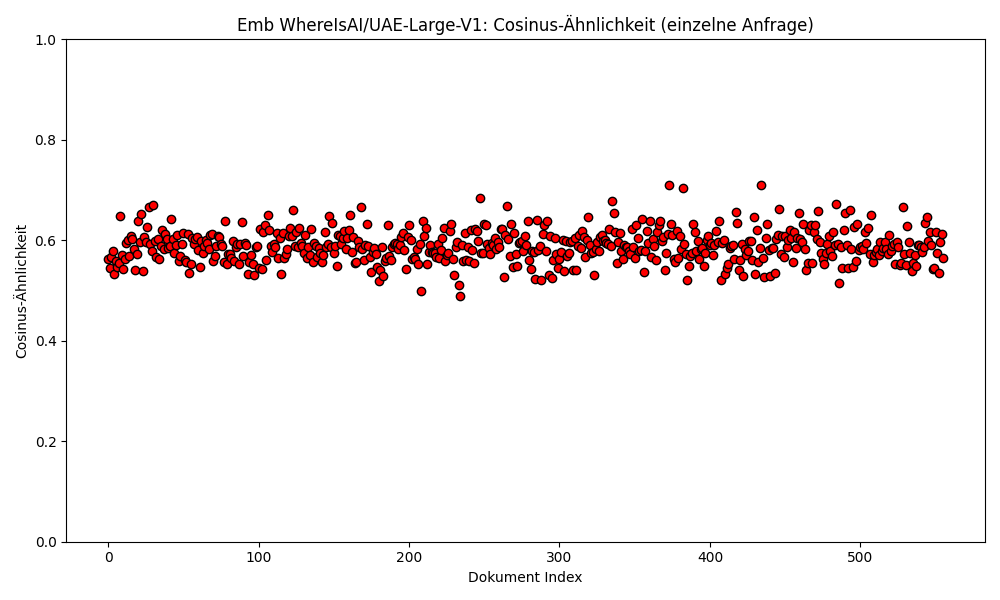 Emb WhereIsAI/UAE-Large-V1: Cosinus-Ähnlichkeit (einzelne Anfrage)
1.0
0.8
0.6
0.4
0.2
0.0
Cosinus-Ähnlichkeit
0 100 200 300 400 500
Dokument Index